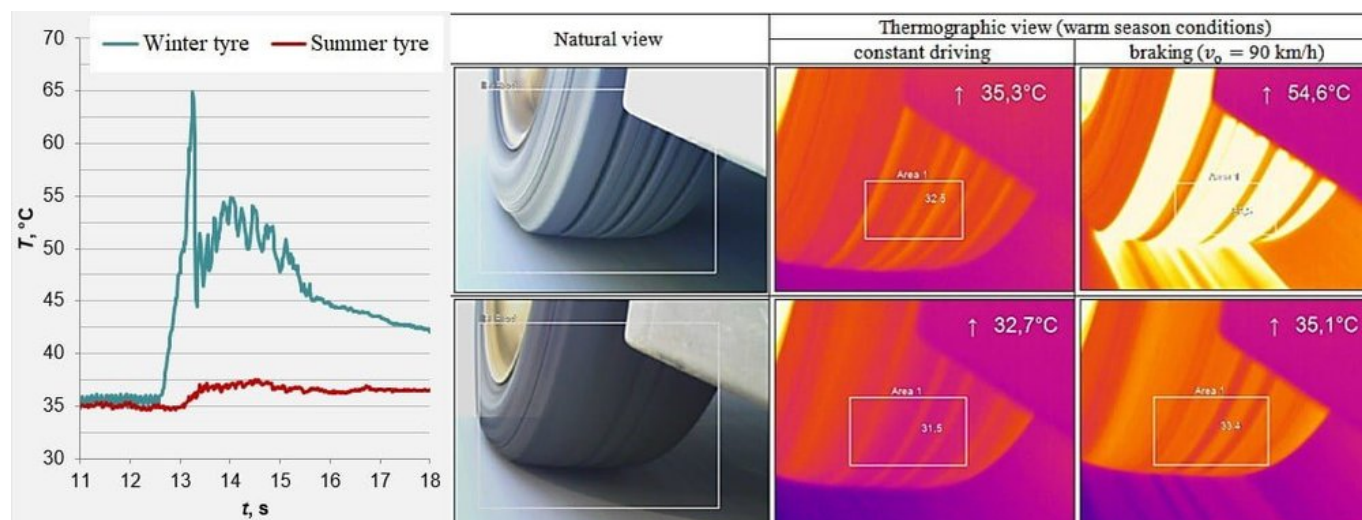 70
65
60
55
50
45
40
35
30
T, °C
Winter tyre
Summer tyre
11 12 13 14 15 16 17 18
t, s
Natural view
Thermographic view (warm season conditions)
constant driving
braking (vₒ = 90 km/h)
↑ 35,3°C
Area 1
32.5
↑ 54,6°C
Area 1
↑ 32,7°C
Area 1
31.5
↑ 35,1°C
Area 1
33.4